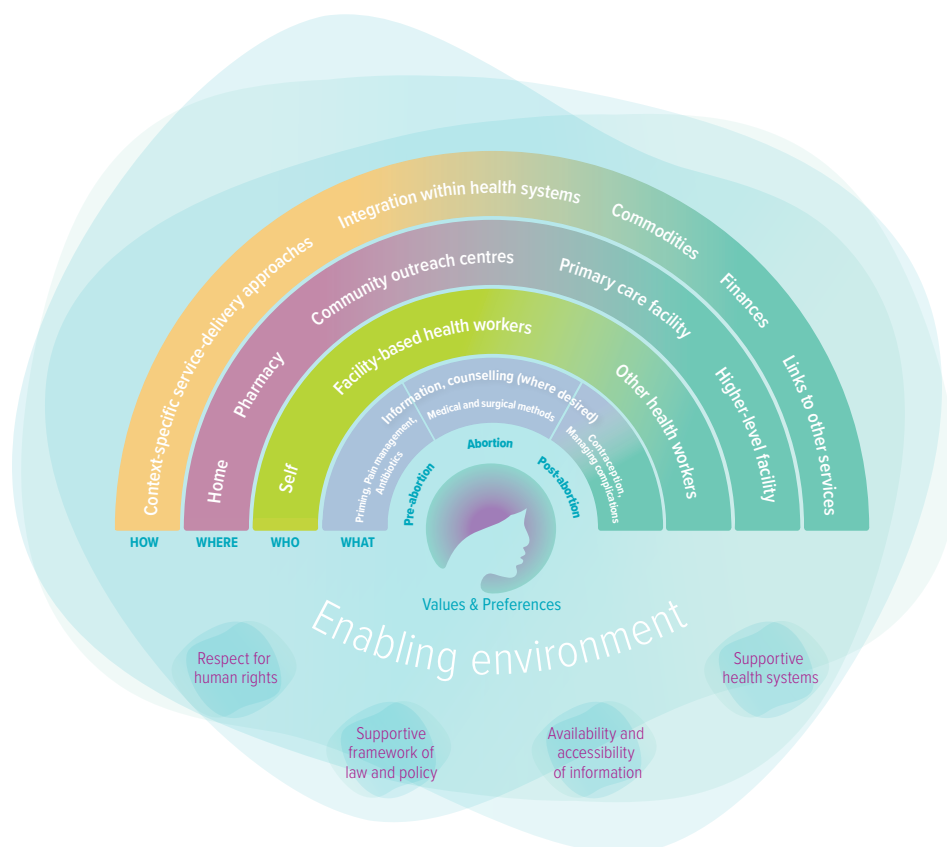 Context-specific service-delivery approaches
Integration within health systems
Commodities
Finances
Links to other services
Home
Pharmacy
Community outreach centres
Primary care facility
Higher-level facility
Self
Facility-based health workers
Other health workers
Information, counselling (where desired)
Priming, Pain management,
Antibiotics
Medical and surgical methods
Contraception,
Managing complications
Pre-abortion
Abortion
Post-abortion
HOW
WHERE
WHO
WHAT
Values & Preferences
Enabling environment
Respect for
human rights
Supportive
framework of
law and policy
Availability and
accessibility
of information
Supportive
health systems